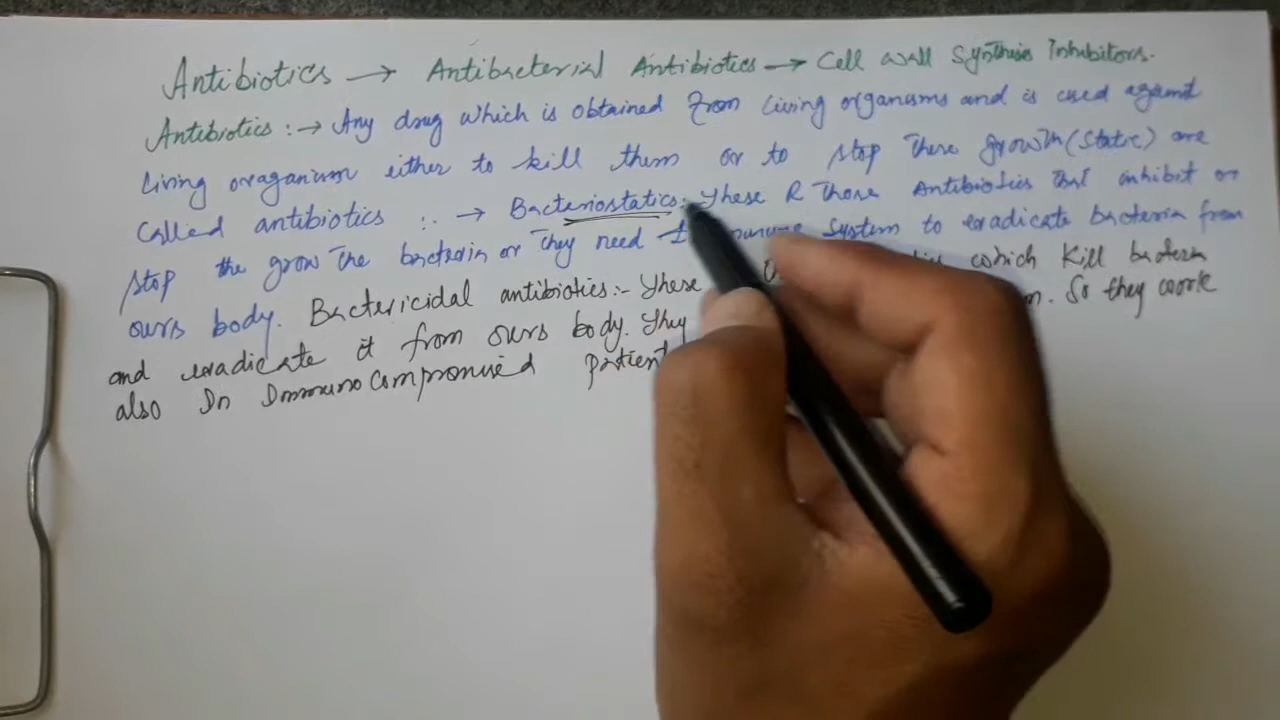 Antibiotics → Antibacterial Antibiotics → Cell wall Synthesis Inhibitors.
Antibiotics :→ Any drug which is obtained from living organisms and is used against
living oraganism either to kill them or to stop there growth (static) are
Called antibiotics :. → Bacteriostatics:- These R Those Antibiotics that inhibit or
stop the grow the bacteria or They need system to eradicate bacteria from
ours body. Bactericidal antibiotics:- These which kill bacteria
and eradicate it from ours body. They So they work
also In Immuno Compromised patient